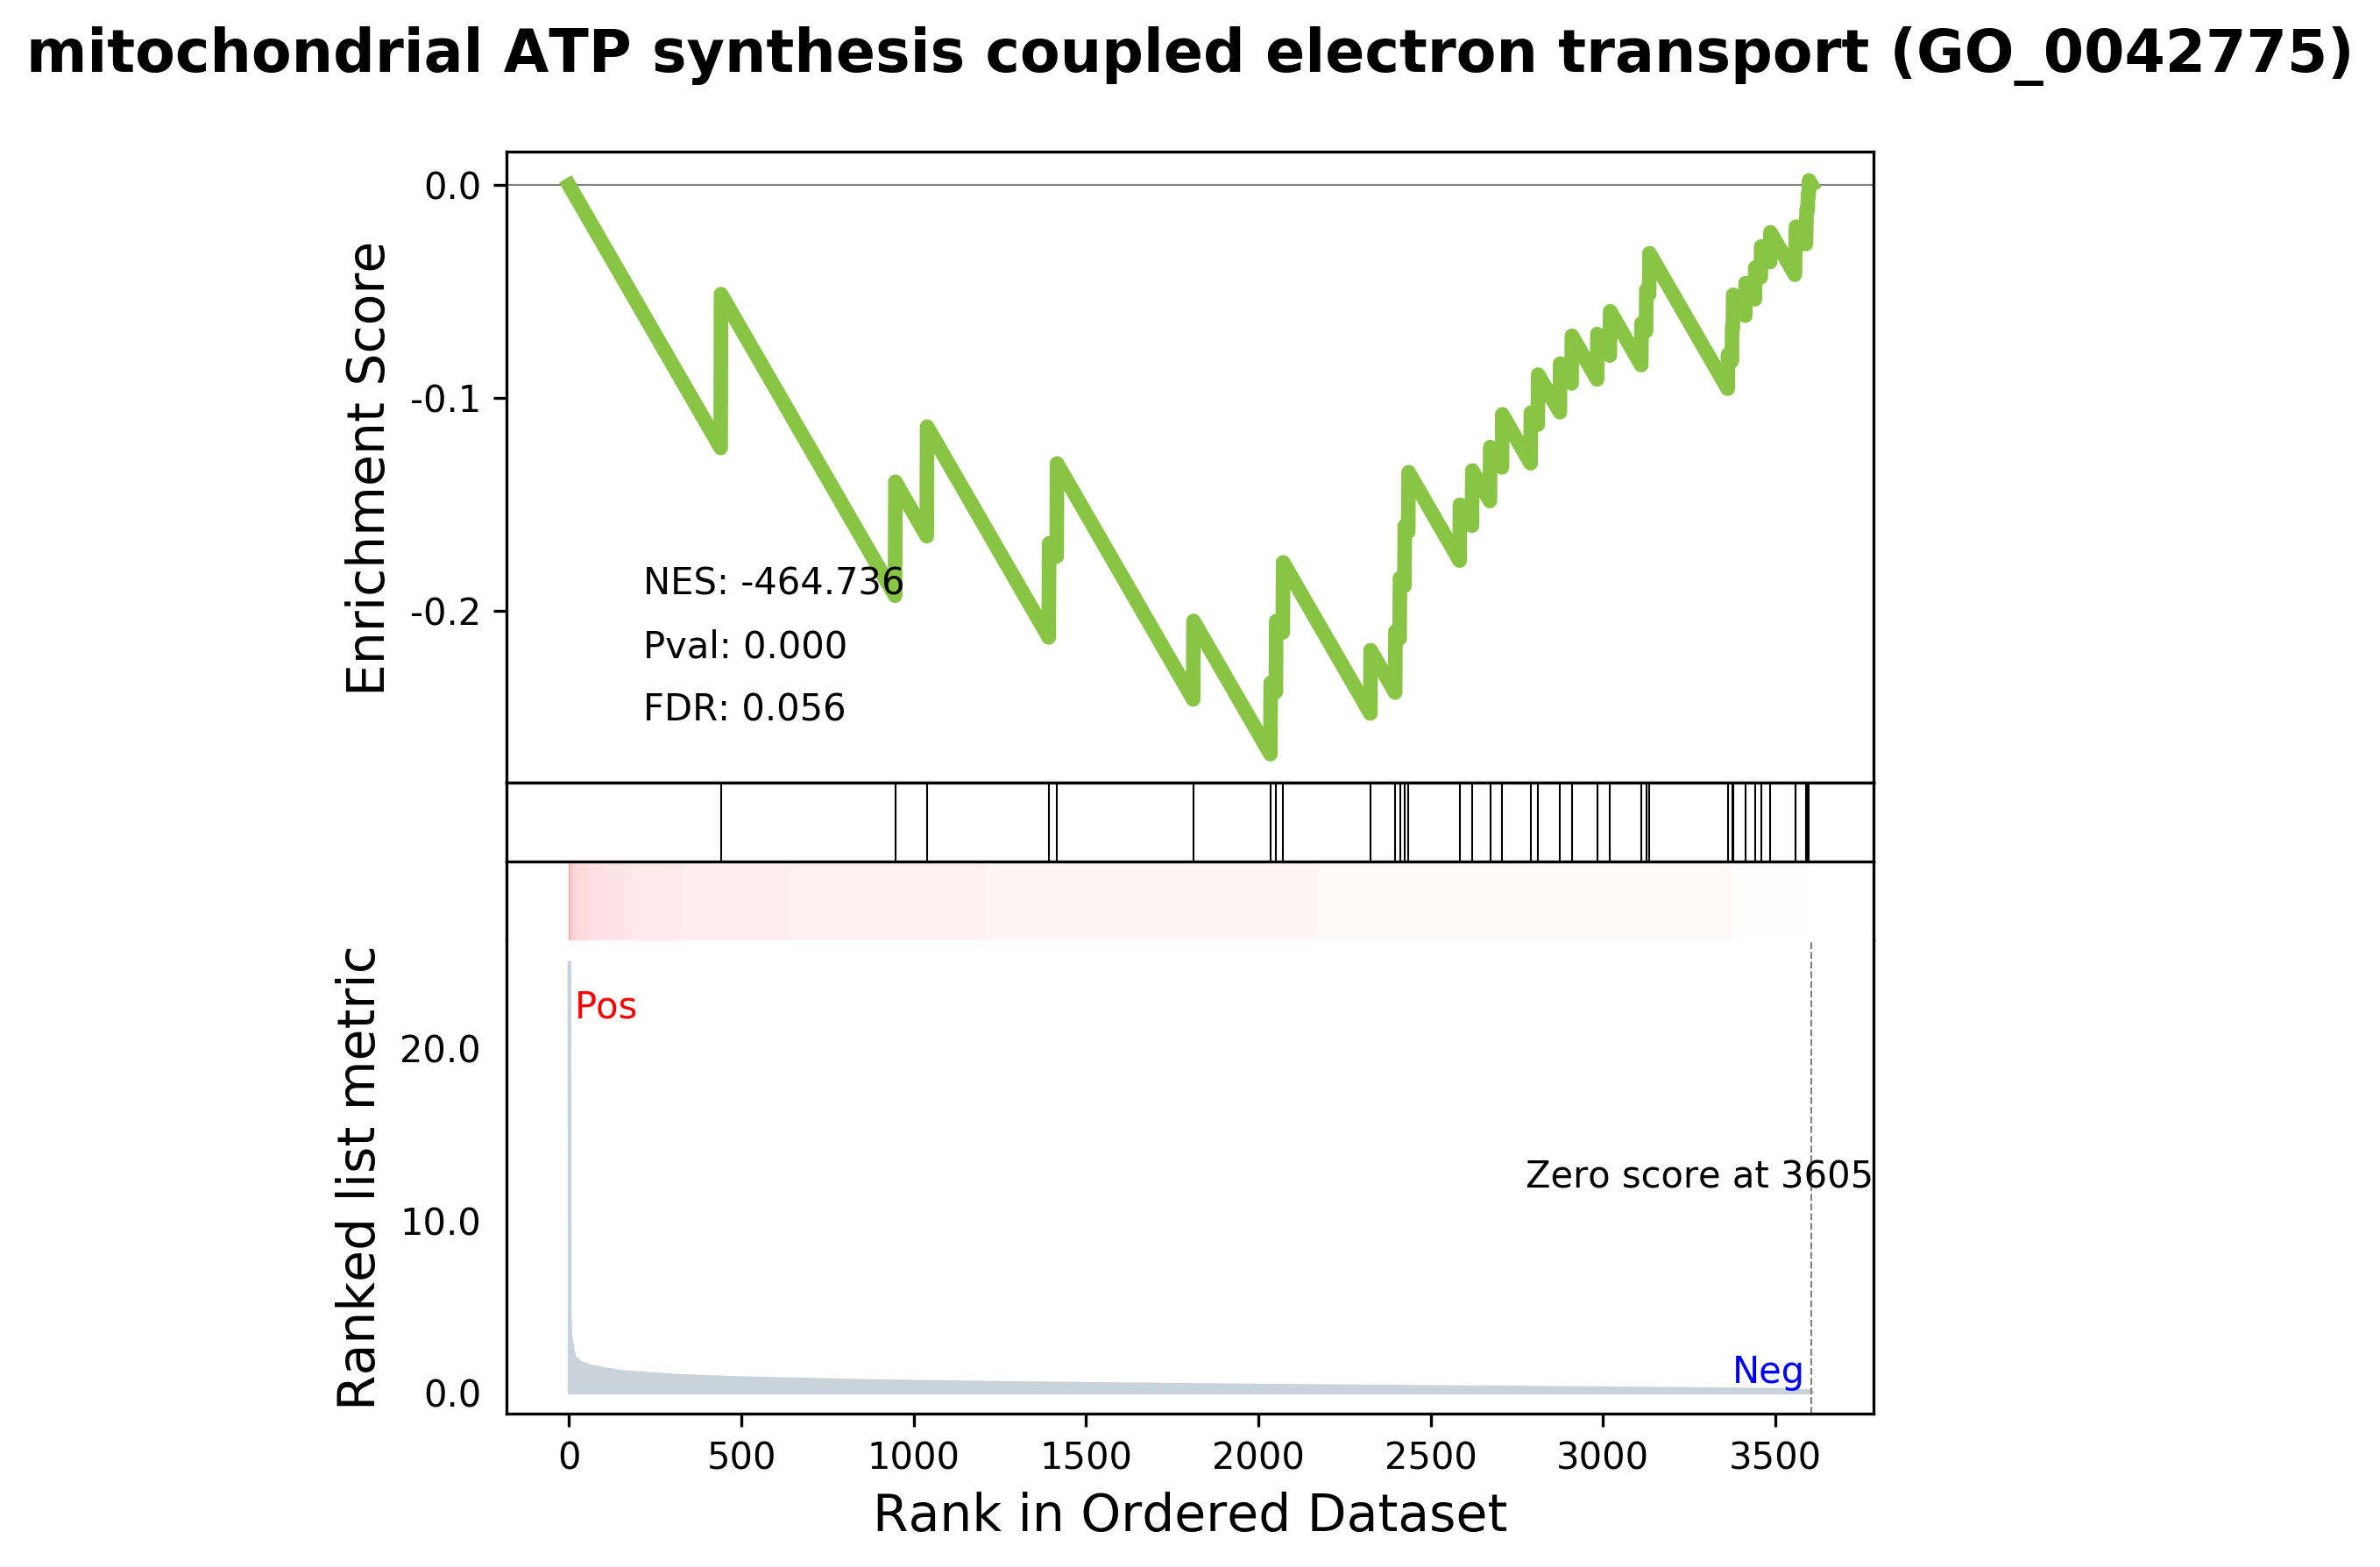 mitochondrial ATP synthesis coupled electron transport (GO_0042775)
Enrichment Score
0.0
-0.1
-0.2
NES: -464.736
Pval: 0.000
FDR: 0.056
Ranked list metric
Pos
20.0
10.0
0.0
Zero score at 3605
Neg
0 500 1000 1500 2000 2500 3000 3500
Rank in Ordered Dataset